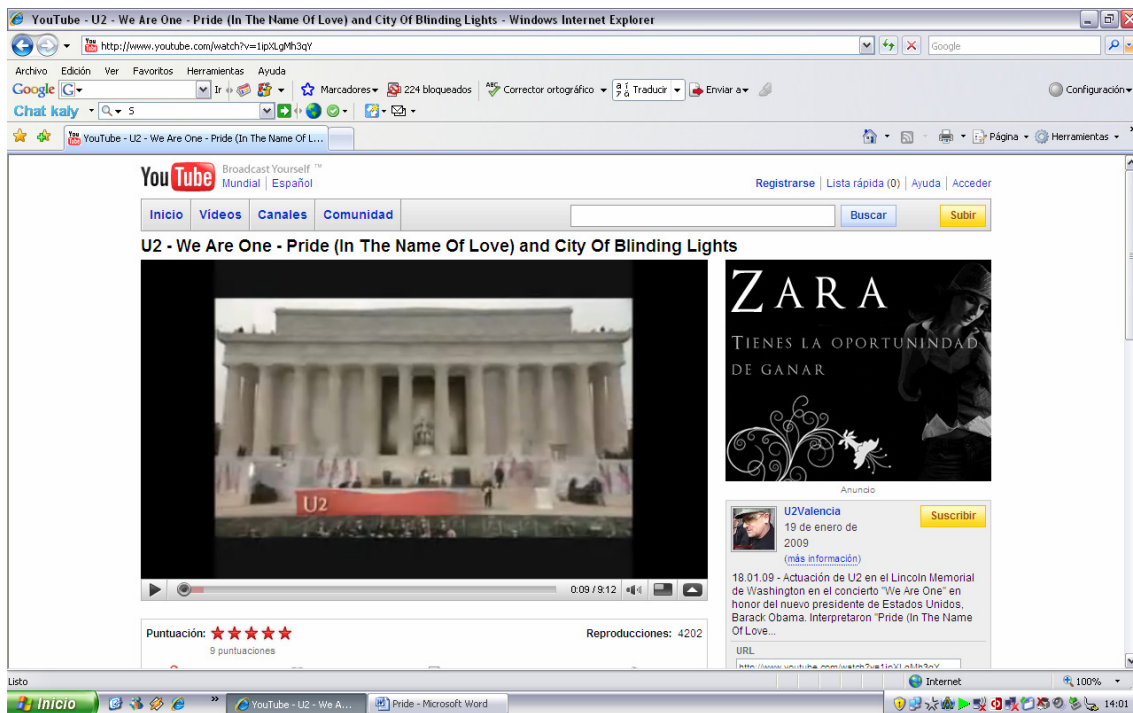 YouTube - U2 - We Are One - Pride (In The Name Of Love) and City Of Blinding Lights - Windows Internet Explorer
http://www.youtube.com/watch?v=1ipXLgMh3qY
Google
Archivo Edición Ver Favoritos Herramientas Ayuda
Google G Ir Marcadores 224 bloqueados ABC Corrector ortográfico Traducir Enviar a Configuración
Chat kaly S
YouTube - U2 - We Are One - Pride (In The Name Of L... Página Herramientas
YouTube Broadcast Yourself ™
Mundial | Español
Registrarse | Lista rápida (0) | Ayuda | Acceder
Inicio Vídeos Canales Comunidad Buscar Subir
U2 - We Are One - Pride (In The Name Of Love) and City Of Blinding Lights
U2
0:09 / 9:12
Puntuación:
9 puntuaciones
Reproducciones: 4202
ZARA
TIENES LA OPORTUNINDAD
DE GANAR
Anuncio
U2Valencia
19 de enero de
2009
(más información)
Suscribir
18.01.09 - Actuación de U2 en el Lincoln Memorial
de Washington en el concierto "We Are One" en
honor del nuevo presidente de Estados Unidos,
Barack Obama. Interpretaron "Pride (In The Name
Of Love...
URL
http://www.youtube.com/watch?v=1ipXLgMh3qY
Listo Internet 100%
Inicio YouTube - U2 - We A... Pride - Microsoft Word 14:01